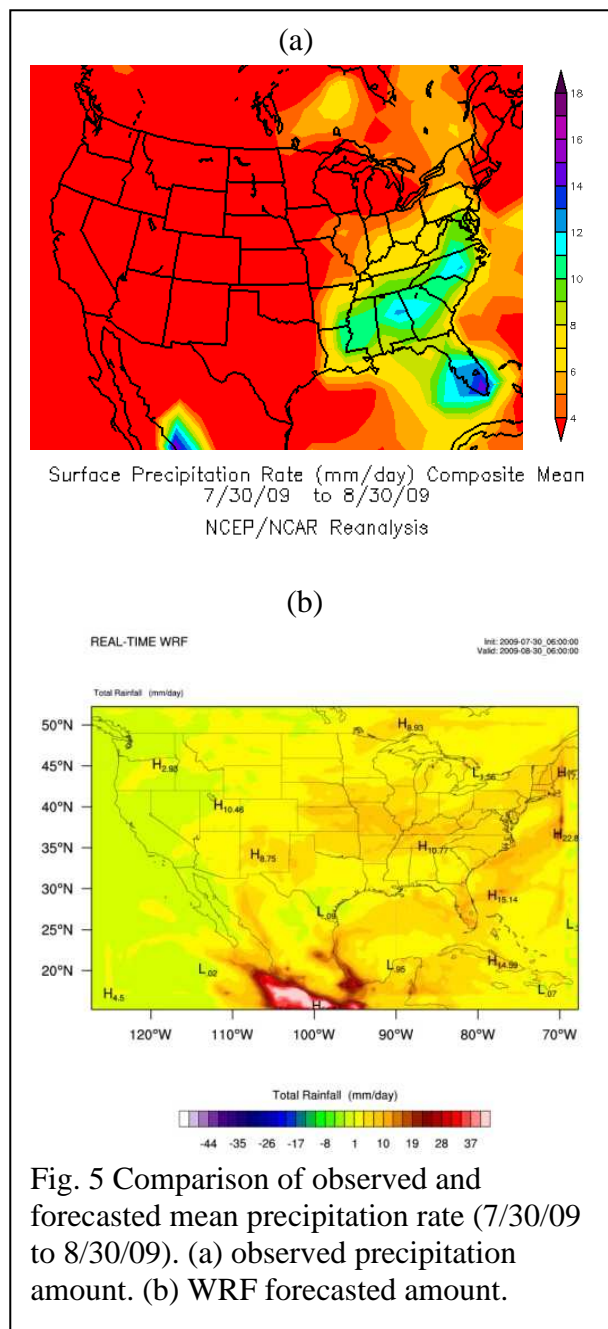 (a)
18
16
14
12
10
8
6
4
Surface Precipitation Rate (mm/day) Composite Mean
7/30/09 to 8/30/09
NCEP/NCAR Reanalysis
(b)
REAL-TIME WRF
Init: 2009-07-30_06:00:00
Valid: 2009-08-30_06:00:00
Total Rainfall (mm/day)
50°N
45°N
40°N
35°N
30°N
25°N
20°N
H8.93
H2.93
L1.56
H17.
H10.46
H22.8
H10.77
H8.75
H15.14
L.09
L.95
H14.59
L.02
L.07
H4.5
H
120°W 110°W 100°W 90°W 80°W 70°W
Total Rainfall (mm/day)
-44 -35 -26 -17 -8 1 10 19 28 37
Fig. 5 Comparison of observed and
forecasted mean precipitation rate (7/30/09
to 8/30/09). (a) observed precipitation
amount. (b) WRF forecasted amount.